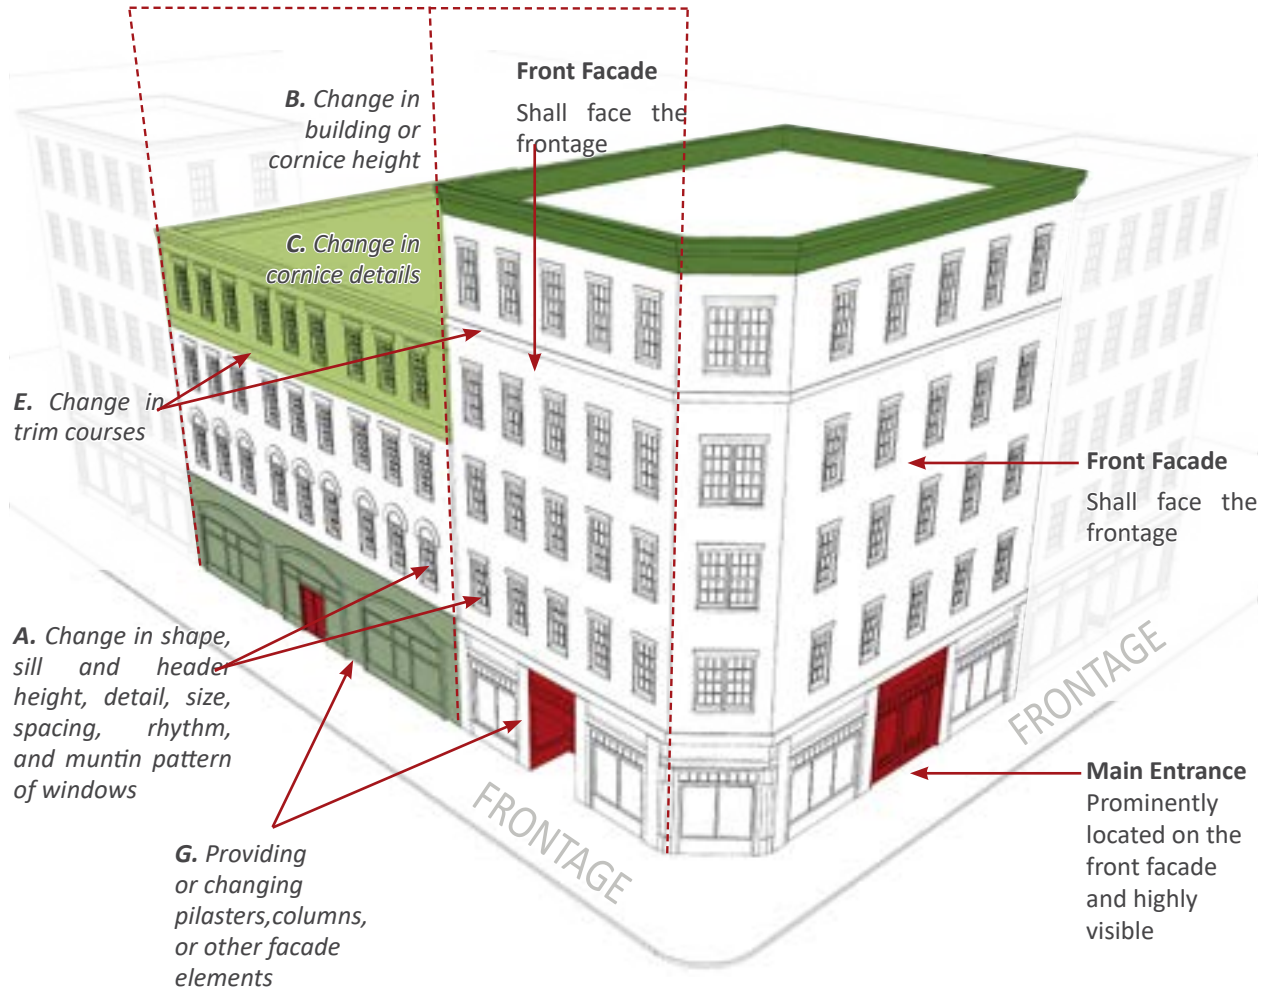 Front Facade
Shall face the
frontage
B. Change in
building or
cornice height
C. Change in
cornice details
E. Change in
trim courses
Front Facade
Shall face the
frontage
A. Change in shape,
sill and header
height, detail, size,
spacing, rhythm,
and muntin pattern
of windows
FRONTAGE
FRONTAGE
Main Entrance
Prominently
located on the
front facade
and highly
visible
G. Providing
or changing
pilasters,columns,
or other facade
elements